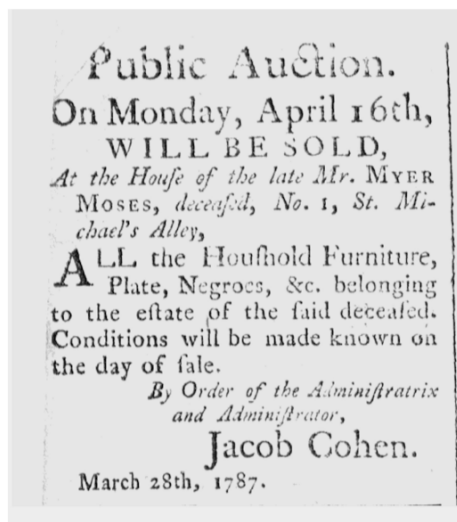 Public Auction.
On Monday, April 16th,
WILL BE SOLD,
At the Houſe of the late Mr. MYER
MOSES, deceaſed, No. 1, St. Mi-
chael's Alley,
ALL the Houſhold Furniture,
Plate, Negroes, &c. belonging
to the eſtate of the ſaid deceaſed.
Conditions will be made known on
the day of ſale.
By Order of the Adminiſtratrix
and Adminiſtrator,
Jacob Cohen.
March 28th, 1787.